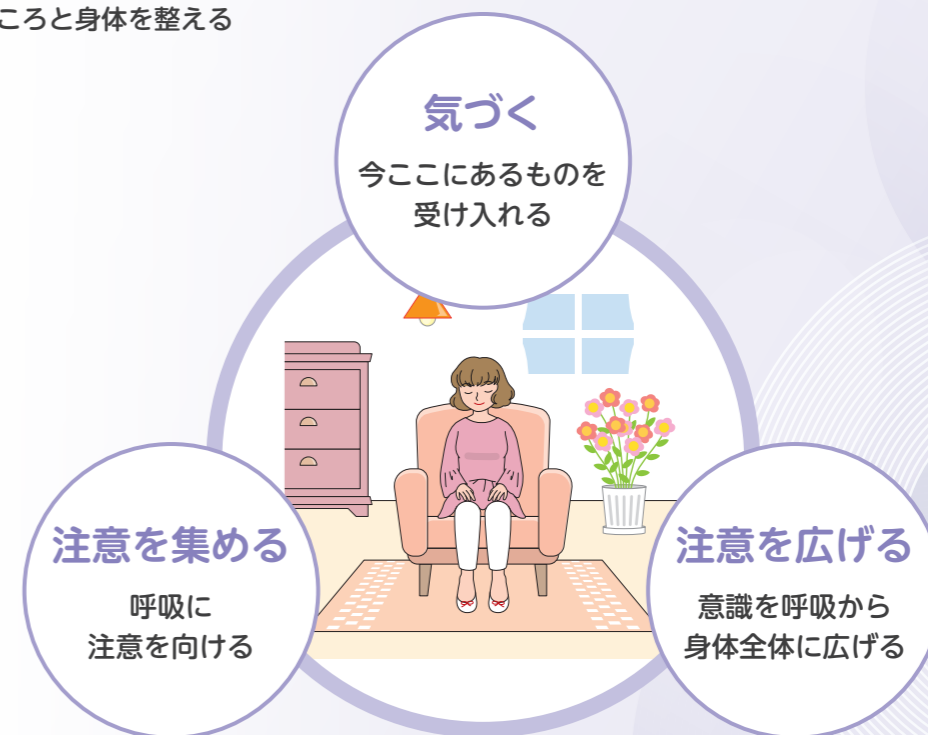 ころと身体を整える
気づく
今ここにあるものを
受け入れる
注意を集める
呼吸に
注意を向ける
注意を広げる
意識を呼吸から
身体全体に広げる